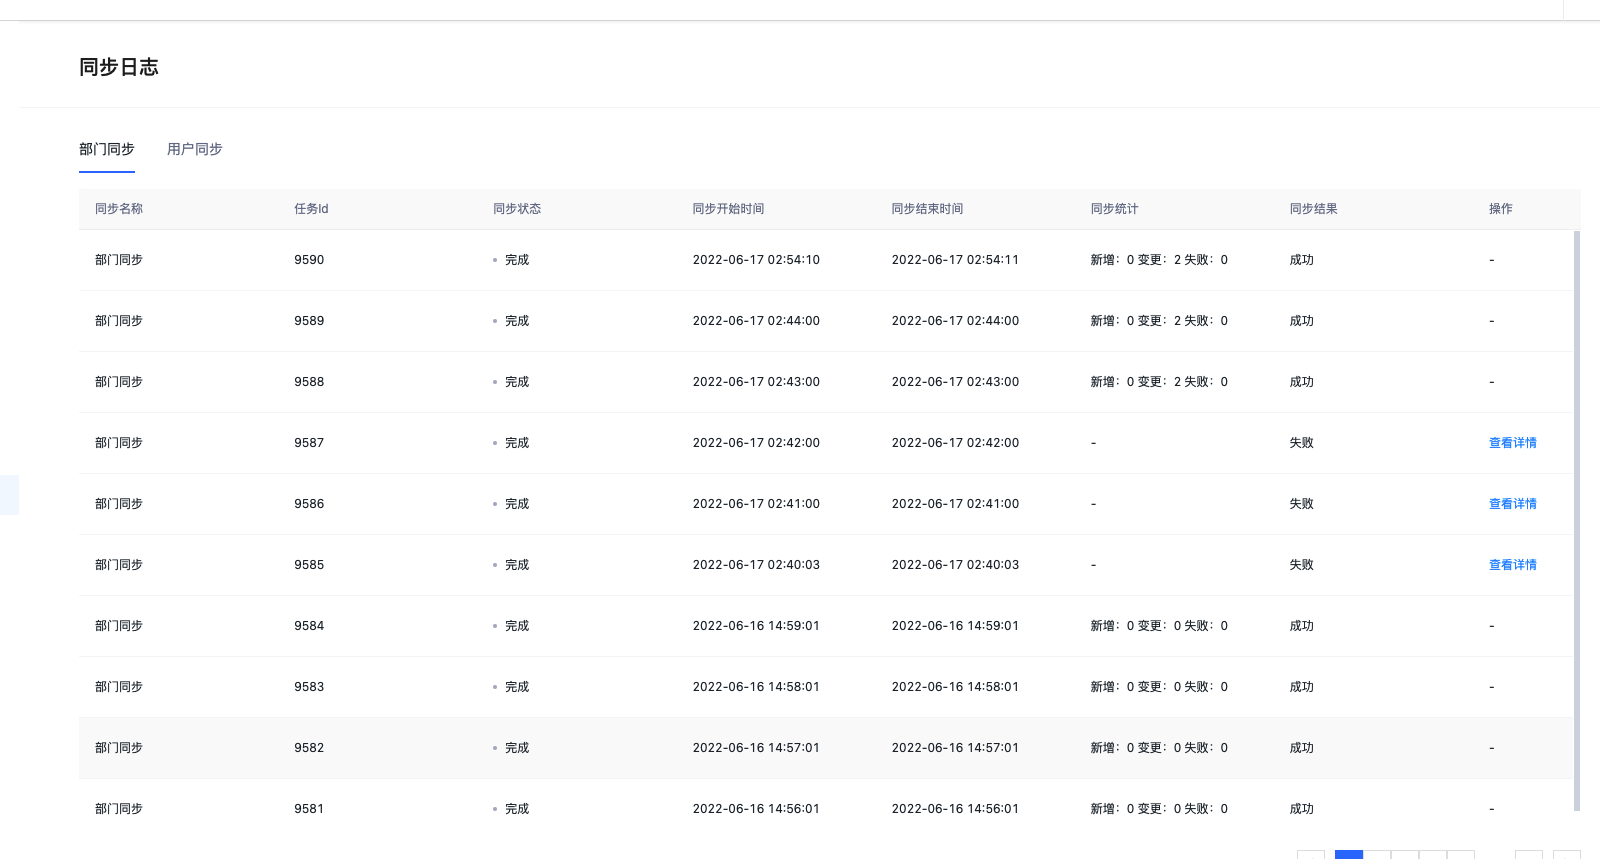 同步日志
部门同步 用户同步
同步名称 任务Id 同步状态 同步开始时间 同步结束时间 同步统计 同步结果 操作
部门同步 9590 完成 2022-06-17 02:54:10 2022-06-17 02:54:11 新增：0 变更：2 失败：0 成功 -
部门同步 9589 完成 2022-06-17 02:44:00 2022-06-17 02:44:00 新增：0 变更：2 失败：0 成功 -
部门同步 9588 完成 2022-06-17 02:43:00 2022-06-17 02:43:00 新增：0 变更：2 失败：0 成功 -
部门同步 9587 完成 2022-06-17 02:42:00 2022-06-17 02:42:00 - 失败 查看详情
部门同步 9586 完成 2022-06-17 02:41:00 2022-06-17 02:41:00 - 失败 查看详情
部门同步 9585 完成 2022-06-17 02:40:03 2022-06-17 02:40:03 - 失败 查看详情
部门同步 9584 完成 2022-06-16 14:59:01 2022-06-16 14:59:01 新增：0 变更：0 失败：0 成功 -
部门同步 9583 完成 2022-06-16 14:58:01 2022-06-16 14:58:01 新增：0 变更：0 失败：0 成功 -
部门同步 9582 完成 2022-06-16 14:57:01 2022-06-16 14:57:01 新增：0 变更：0 失败：0 成功 -
部门同步 9581 完成 2022-06-16 14:56:01 2022-06-16 14:56:01 新增：0 变更：0 失败：0 成功 -